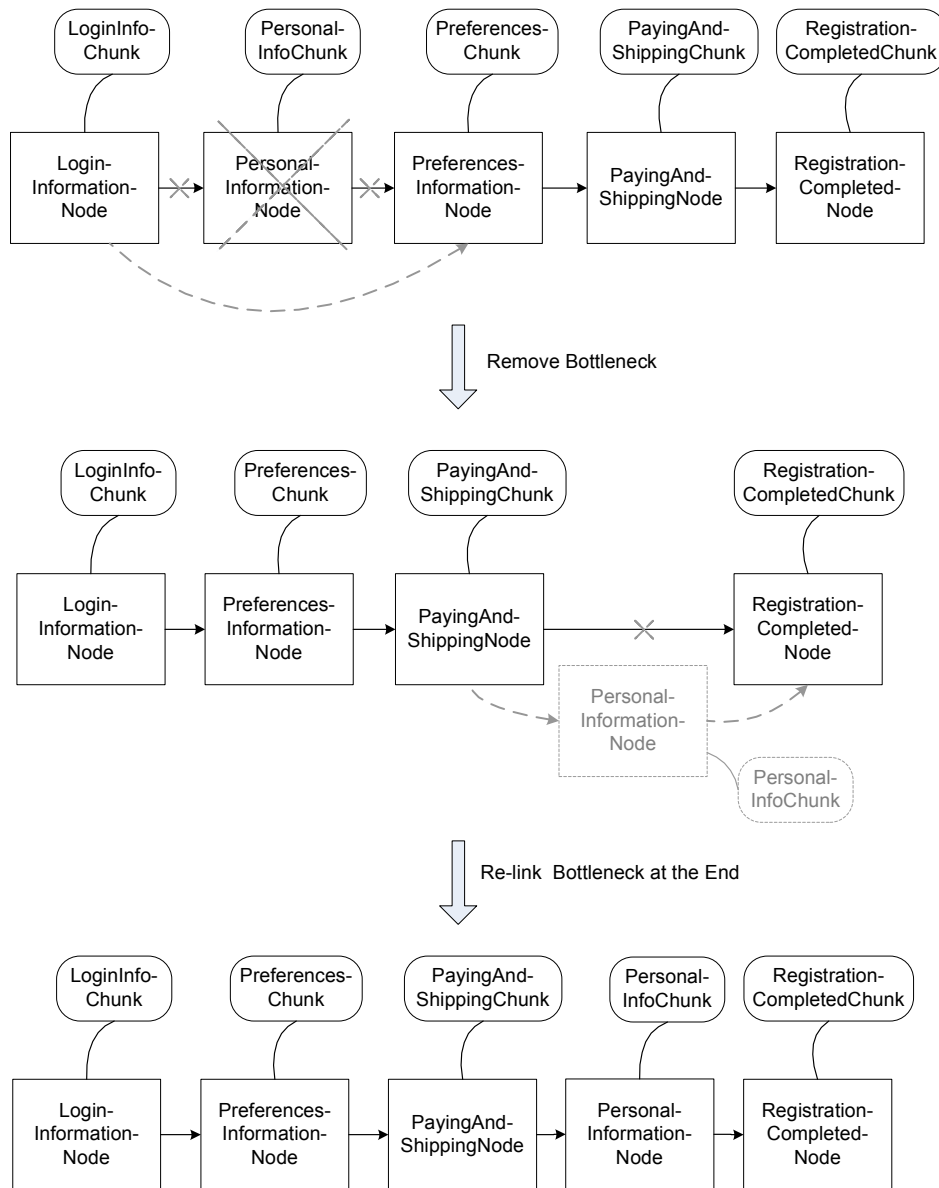 LoginInfo-
Chunk
Personal-
InfoChunk
Preferences-
Chunk
PayingAnd-
ShippingChunk
Registration-
CompletedChunk
Login-
Information-
Node
Personal-
Information-
Node
Preferences-
Information-
Node
PayingAnd-
ShippingNode
Registration-
Completed-
Node
Remove Bottleneck
LoginInfo-
Chunk
Preferences-
Chunk
PayingAnd-
ShippingChunk
Registration-
CompletedChunk
Login-
Information-
Node
Preferences-
Information-
Node
PayingAnd-
ShippingNode
Registration-
Completed-
Node
Personal-
Information-
Node
Personal-
InfoChunk
Re-link Bottleneck at the End
LoginInfo-
Chunk
Preferences-
Chunk
PayingAnd-
ShippingChunk
Personal-
InfoChunk
Registration-
CompletedChunk
Login-
Information-
Node
Preferences-
Information-
Node
PayingAnd-
ShippingNode
Personal-
Information-
Node
Registration-
Completed-
Node